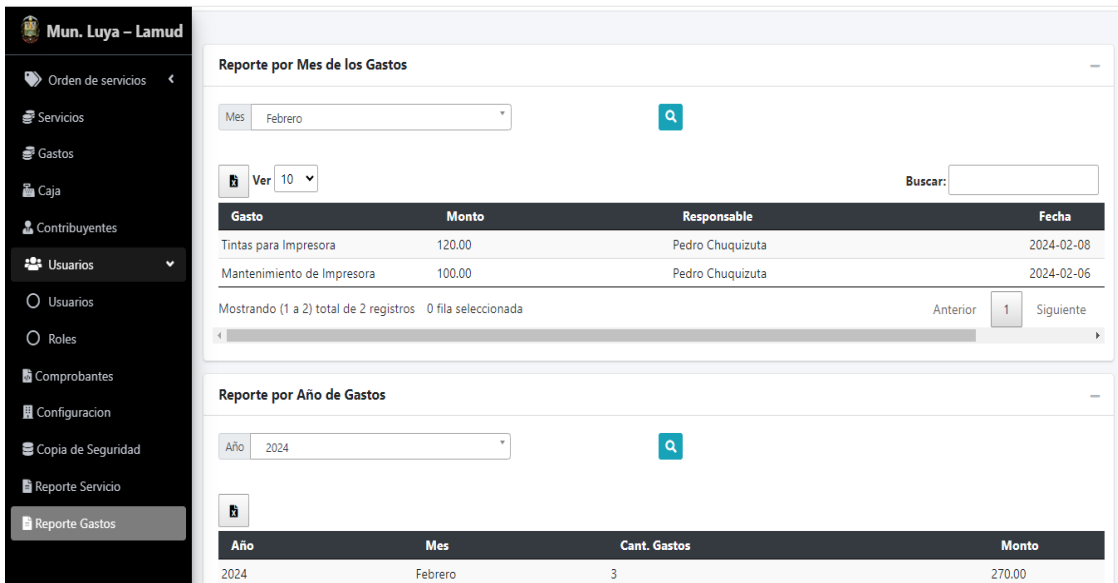 Mun. Luya – Lamud
Orden de servicios
Servicios
Gastos
Caja
Contribuyentes
Usuarios
Usuarios
Roles
Comprobantes
Configuracion
Copia de Seguridad
Reporte Servicio
Reporte Gastos
Reporte por Mes de los Gastos
Mes Febrero
Ver 10 Buscar:
Gasto Monto Responsable Fecha
Tintas para Impresora 120.00 Pedro Chuquizuta 2024-02-08
Mantenimiento de Impresora 100.00 Pedro Chuquizuta 2024-02-06
Mostrando (1 a 2) total de 2 registros 0 fila seleccionada Anterior 1 Siguiente
Reporte por Año de Gastos
Año 2024
Año Mes Cant. Gastos Monto
2024 Febrero 3 270.00